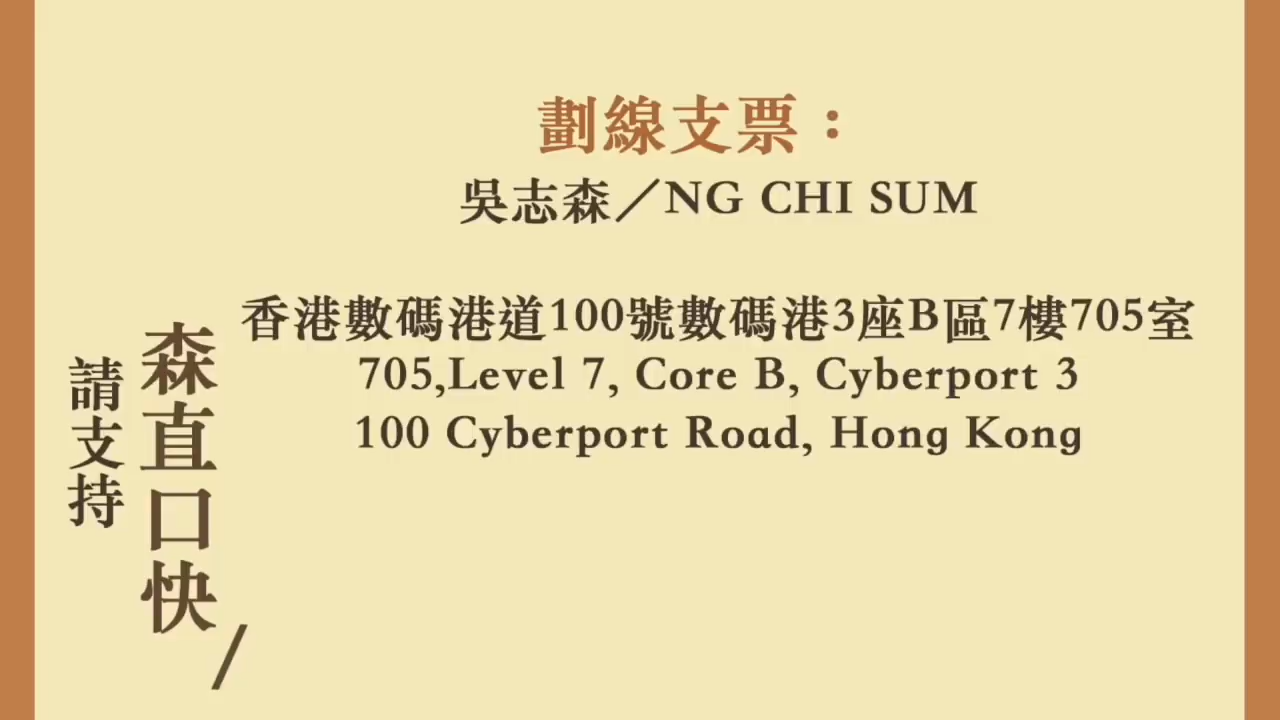 劃線支票：
吳志森／NG CHI SUM
香港數碼港道100號數碼港3座B區7樓705室
705,Level 7, Core B, Cyberport 3
100 Cyberport Road, Hong Kong
請支持
森直口快/